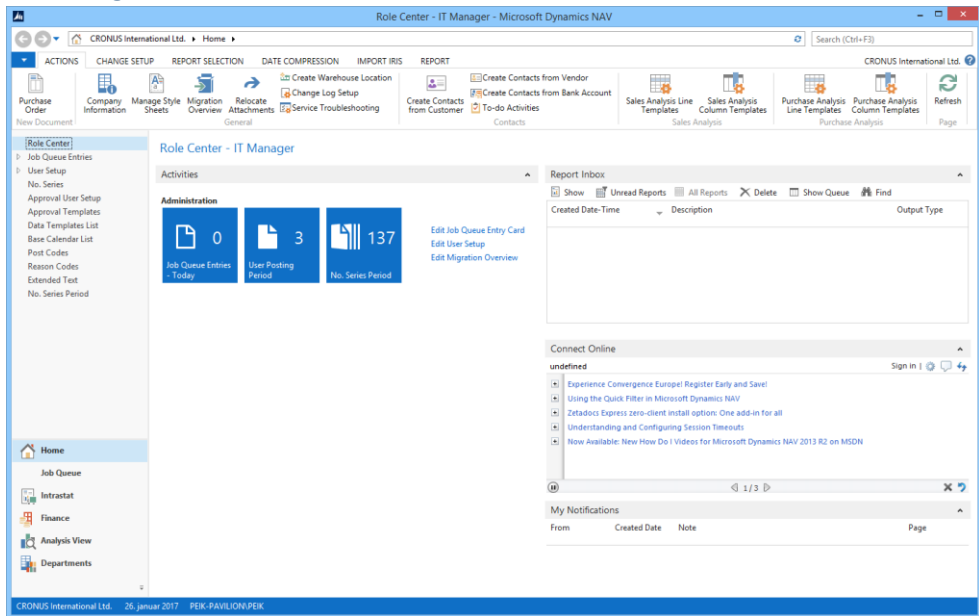 Role Center - IT Manager - Microsoft Dynamics NAV
CRONUS International Ltd. Home
Search (Ctrl+F3)
ACTIONS CHANGE SETUP REPORT SELECTION DATE COMPRESSION IMPORT IRIS REPORT
CRONUS International Ltd.
Purchase Order
New Document
Company Information
Manage Style Sheets
Migration Overview
Relocate Attachments
Create Warehouse Location
Change Log Setup
Service Troubleshooting
General
Create Contacts from Customer
Create Contacts from Vendor
Create Contacts from Bank Account
To-do Activities
Contacts
Sales Analysis Line Templates
Sales Analysis Column Templates
Sales Analysis
Purchase Analysis Line Templates
Purchase Analysis Column Templates
Purchase Analysis
Refresh
Page
Role Center
Job Queue Entries
User Setup
No. Series
Approval User Setup
Approval Templates
Data Templates List
Base Calendar List
Post Codes
Reason Codes
Extended Text
No. Series Period
Home
Job Queue
Intrastat
Finance
Analysis View
Departments
Role Center - IT Manager
Activities
Administration
0
Job Queue Entries
- Today
3
User Posting
Period
137
No. Series Period
Edit Job Queue Entry Card
Edit User Setup
Edit Migration Overview
Report Inbox
Show Unread Reports All Reports Delete Show Queue Find
Created Date-Time Description Output Type
Connect Online
undefined Sign in |
Experience Convergence Europe! Register Early and Save!
Using the Quick Filter in Microsoft Dynamics NAV
Zetadocs Express zero-client install option: One add-in for all
Understanding and Configuring Session Timeouts
Now Available: New How Do I Videos for Microsoft Dynamics NAV 2013 R2 on MSDN
1/3
My Notifications
From Created Date Note Page
CRONUS International Ltd. 26. januar 2017 PEIK-PAVILION\PEIK